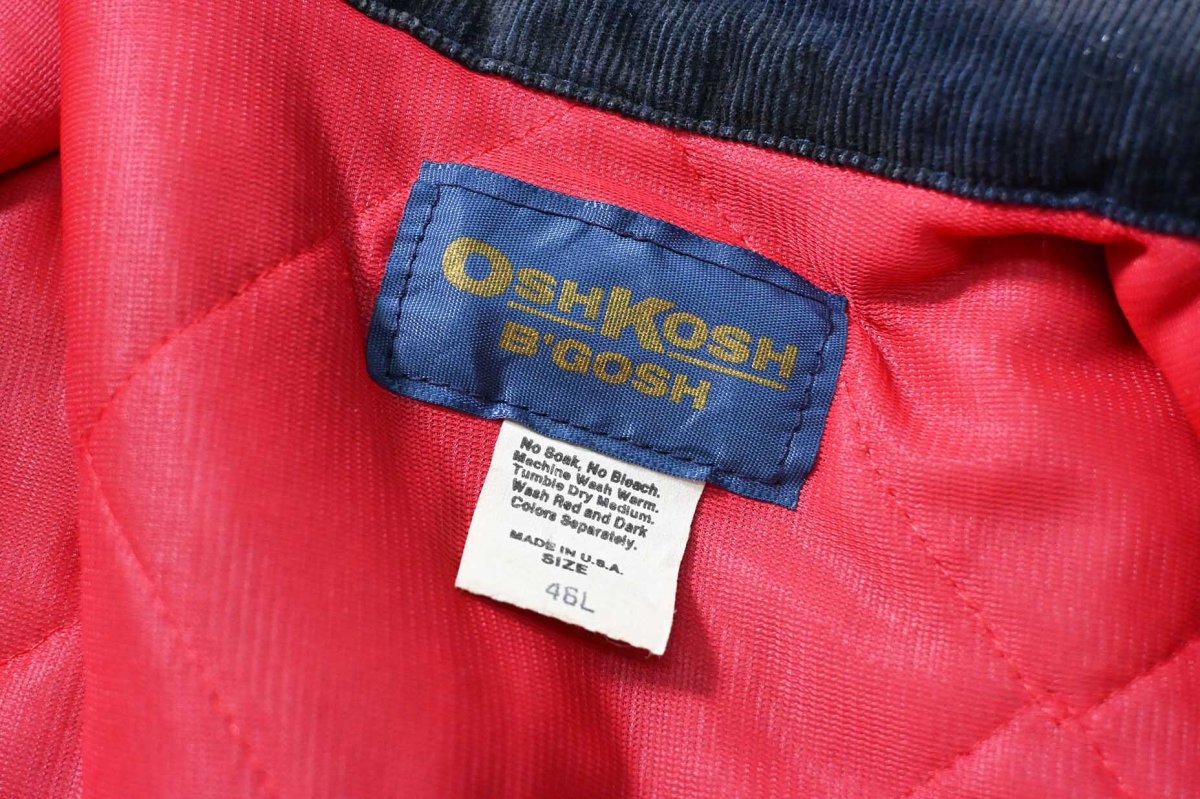 OSHKOSH
B'GOSH
No Soak, No Bleach.
Machine Wash Warm.
Tumble Dry Medium.
Wash Red and Dark
Colors Separately.
MADE IN U.S.A.
SIZE
46L